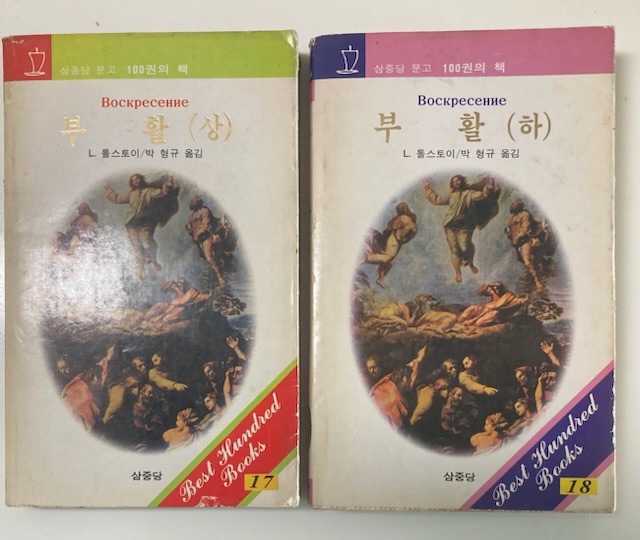 삼중당 문고 100권의 책
Воскресение
부 활 (상)
L. 톨스토이/박 형규 옮김
삼중당
Best Hundred
Books
17
삼중당 문고 100권의 책
Воскресение
부 활 (하)
L. 톨스토이/박 형규 옮김
삼중당
Best Hundred
Books
18